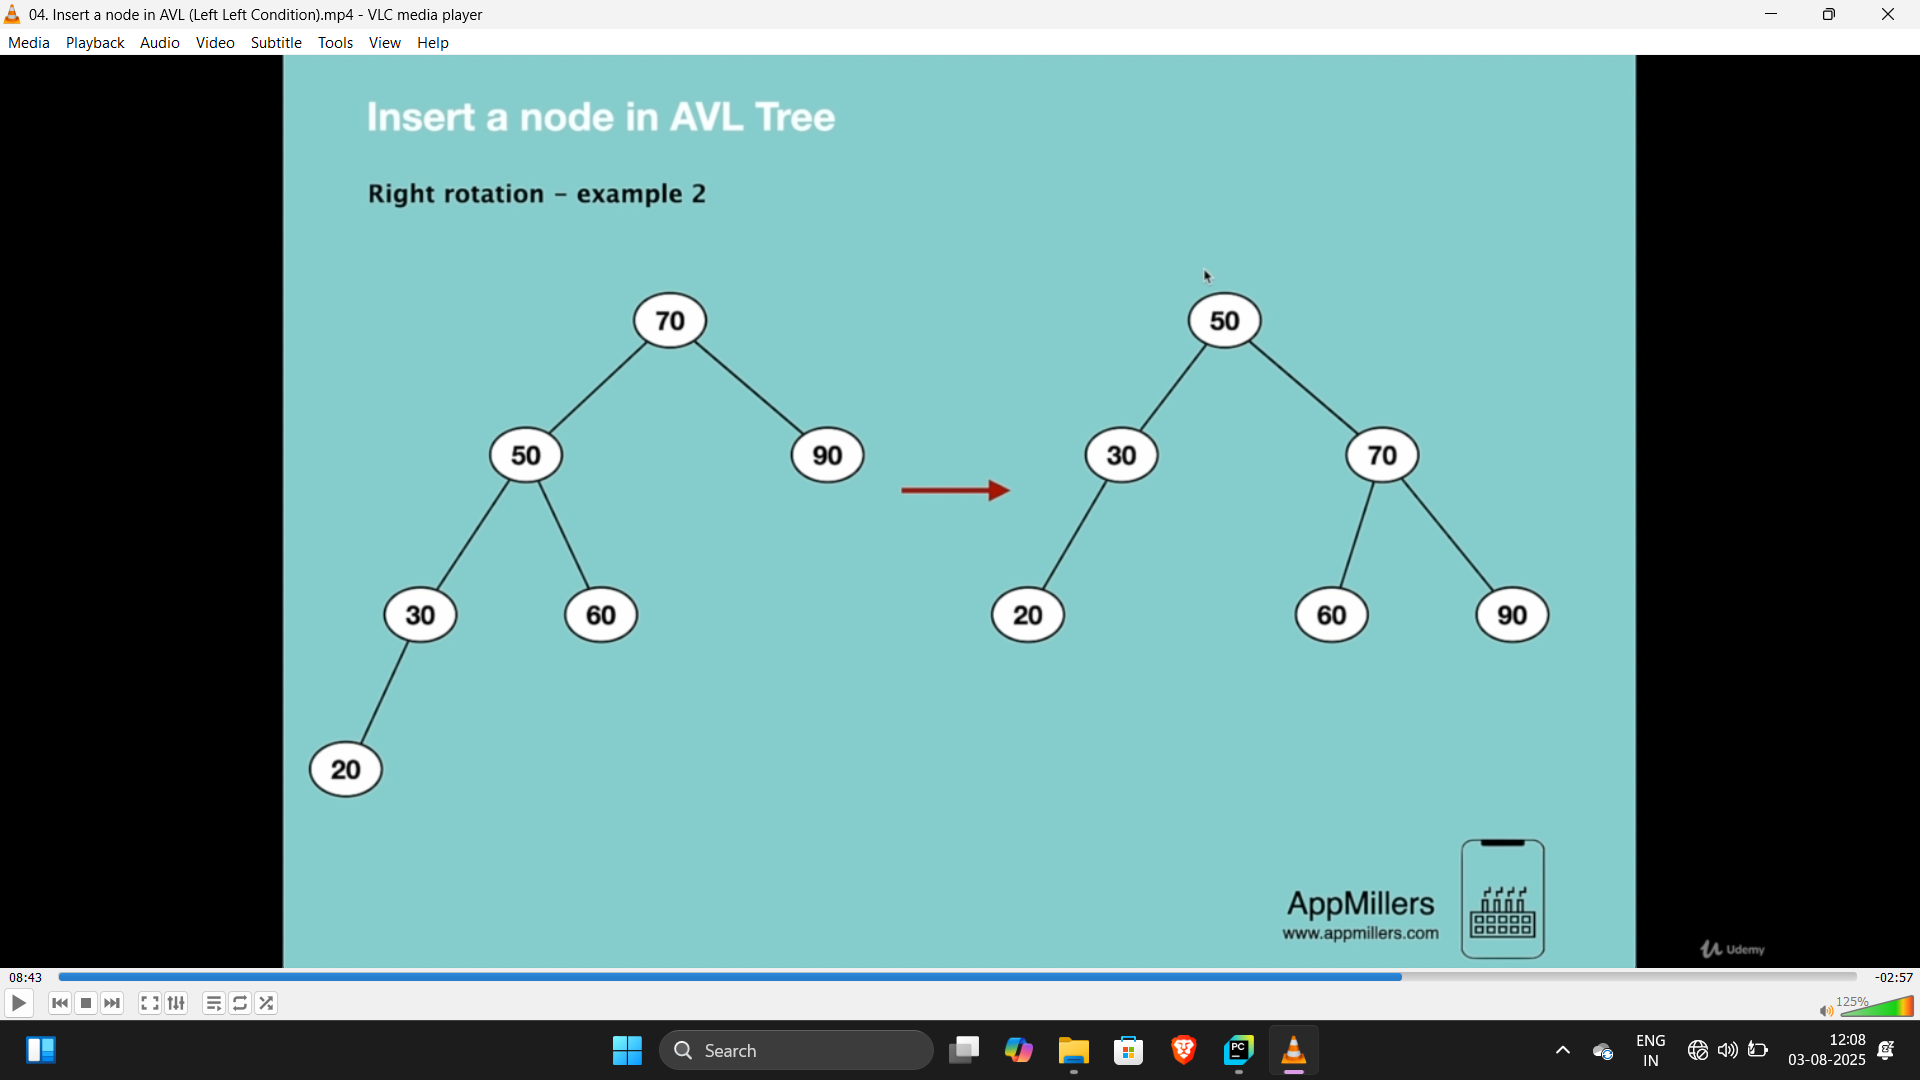 04. Insert a node in AVL (Left Left Condition).mp4 - VLC media player
Media Playback Audio Video Subtitle Tools View Help
Insert a node in AVL Tree
Right rotation – example 2
70
50
50
90
30
70
30
60
20
60
90
20
AppMillers
www.appmillers.com
Udemy
08:43
-02:57
125%
Search
PC
ENG
IN
12:08
03-08-2025